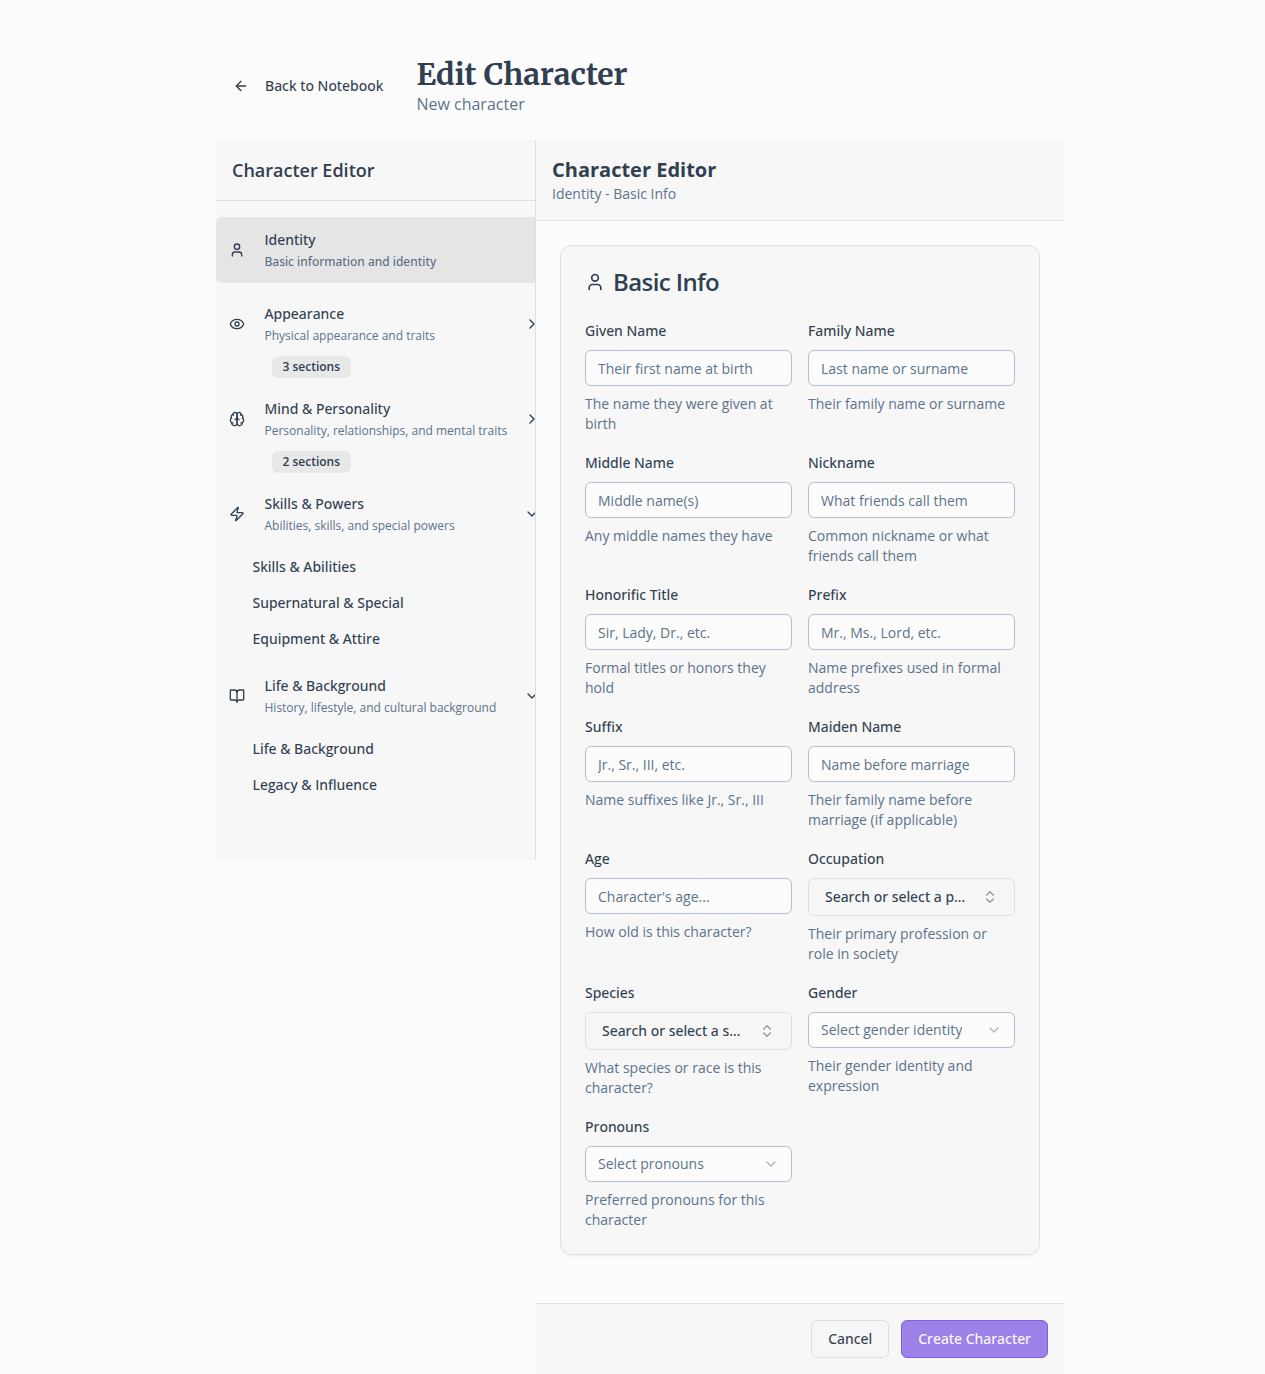 Back to Notebook
Edit Character
New character
Character Editor
Identity
Basic information and identity
Appearance
Physical appearance and traits
3 sections
Mind & Personality
Personality, relationships, and mental traits
2 sections
Skills & Powers
Abilities, skills, and special powers
Skills & Abilities
Supernatural & Special
Equipment & Attire
Life & Background
History, lifestyle, and cultural background
Life & Background
Legacy & Influence
Character Editor
Identity - Basic Info
Basic Info
Given Name
Their first name at birth
The name they were given at
birth
Family Name
Last name or surname
Their family name or surname
Middle Name
Middle name(s)
Any middle names they have
Nickname
What friends call them
Common nickname or what
friends call them
Honorific Title
Sir, Lady, Dr., etc.
Formal titles or honors they
hold
Prefix
Mr., Ms., Lord, etc.
Name prefixes used in formal
address
Suffix
Jr., Sr., III, etc.
Name suffixes like Jr., Sr., III
Maiden Name
Name before marriage
Their family name before
marriage (if applicable)
Age
Character's age...
How old is this character?
Occupation
Search or select a p...
Their primary profession or
role in society
Species
Search or select a s...
What species or race is this
character?
Gender
Select gender identity
Their gender identity and
expression
Pronouns
Select pronouns
Preferred pronouns for this
character
Cancel
Create Character